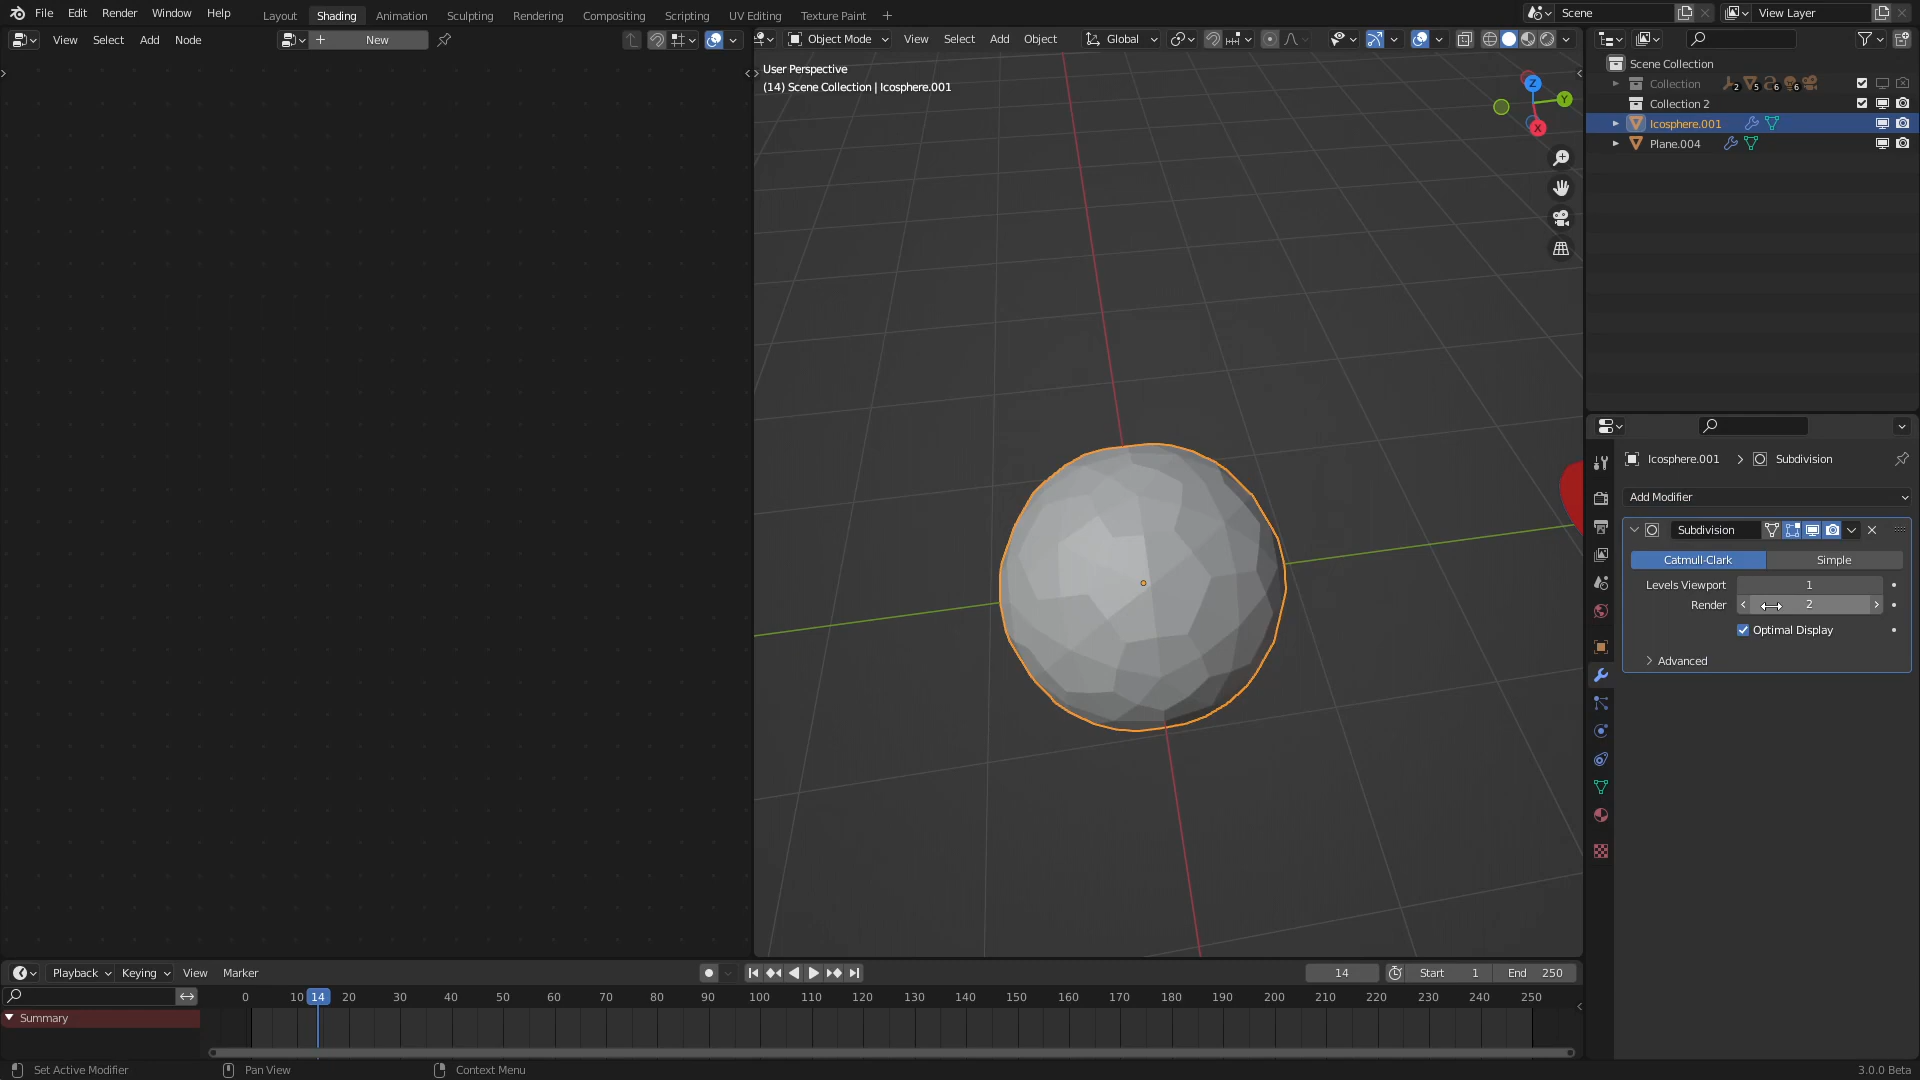 File Edit Render Window Help Layout Shading Animation Sculpting Rendering Compositing Scripting UV Editing Texture Paint + Scene View Layer
View Select Add Node + New Object Mode View Select Add Object Global
User Perspective
(14) Scene Collection | Icosphere.001
Z
Y
X
Scene Collection
Collection 2 5 6 6
Collection 2
Icosphere.001
Plane.004
Icosphere.001 > Subdivision
Add Modifier
Subdivision
Catmull-Clark Simple
Levels Viewport 1
Render 2
Optimal Display
Advanced
Playback Keying View Marker 14 Start 1 End 250
0 10 14 20 30 40 50 60 70 80 90 100 110 120 130 140 150 160 170 180 190 200 210 220 230 240 250
Summary
Set Active Modifier Pan View Context Menu 3.0.0 Beta